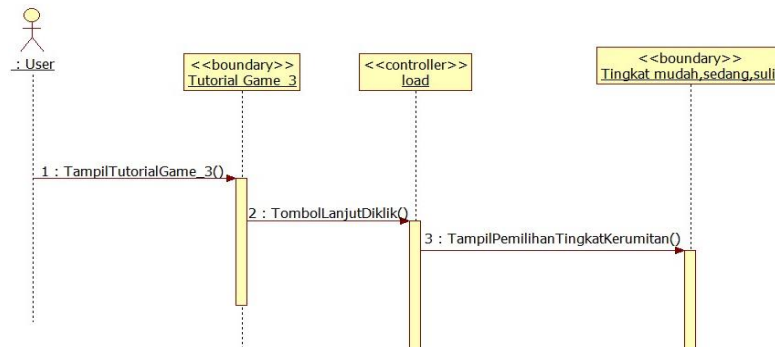 : User
<<boundary>>
Tutorial Game_3
<<controller>>
load
<<boundary>>
Tingkat mudah,sedang,suli
1 : TampilTutorialGame_3()
2 : TombolLanjutDiklik()
3 : TampilPemilihanTingkatKerumitan()